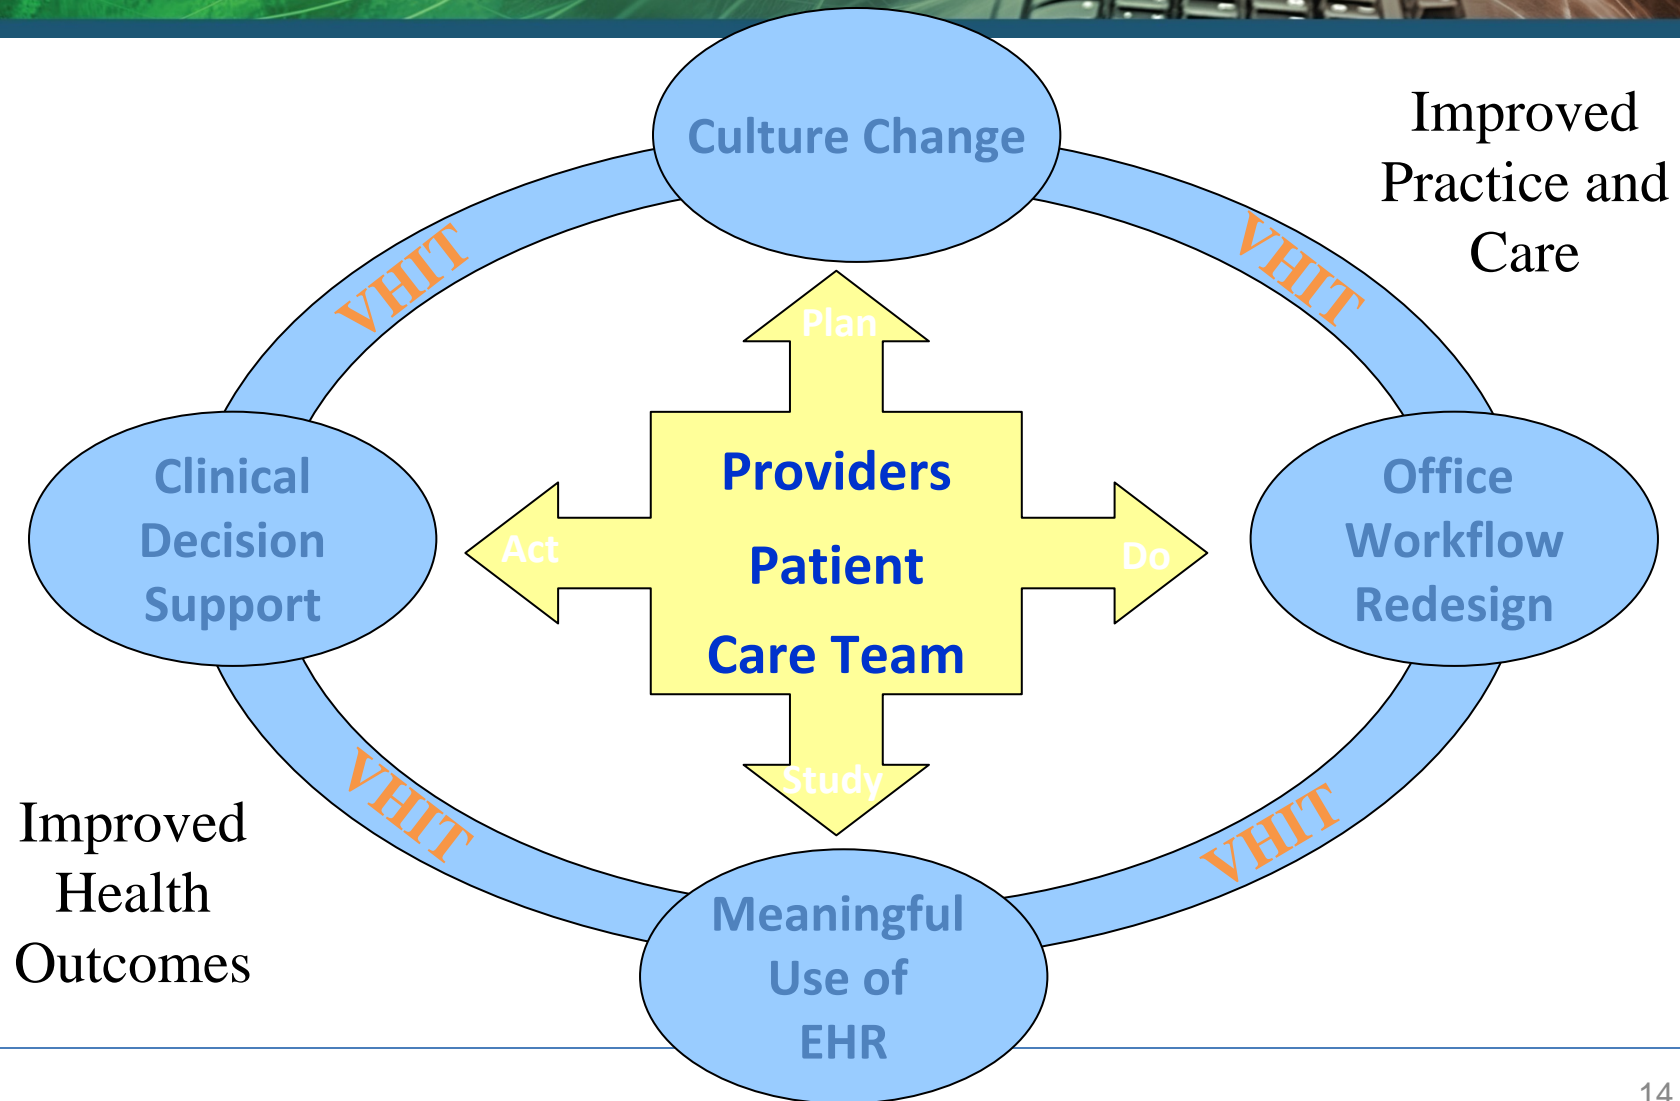 Culture Change
Improved
Practice and
Care
VHIT
VHIT
Plan
Clinical
Decision
Support
Act
Providers
Patient
Care Team
Do
Office
Workflow
Redesign
Study
VHIT
VHIT
Improved
Health
Outcomes
Meaningful
Use of
EHR
14